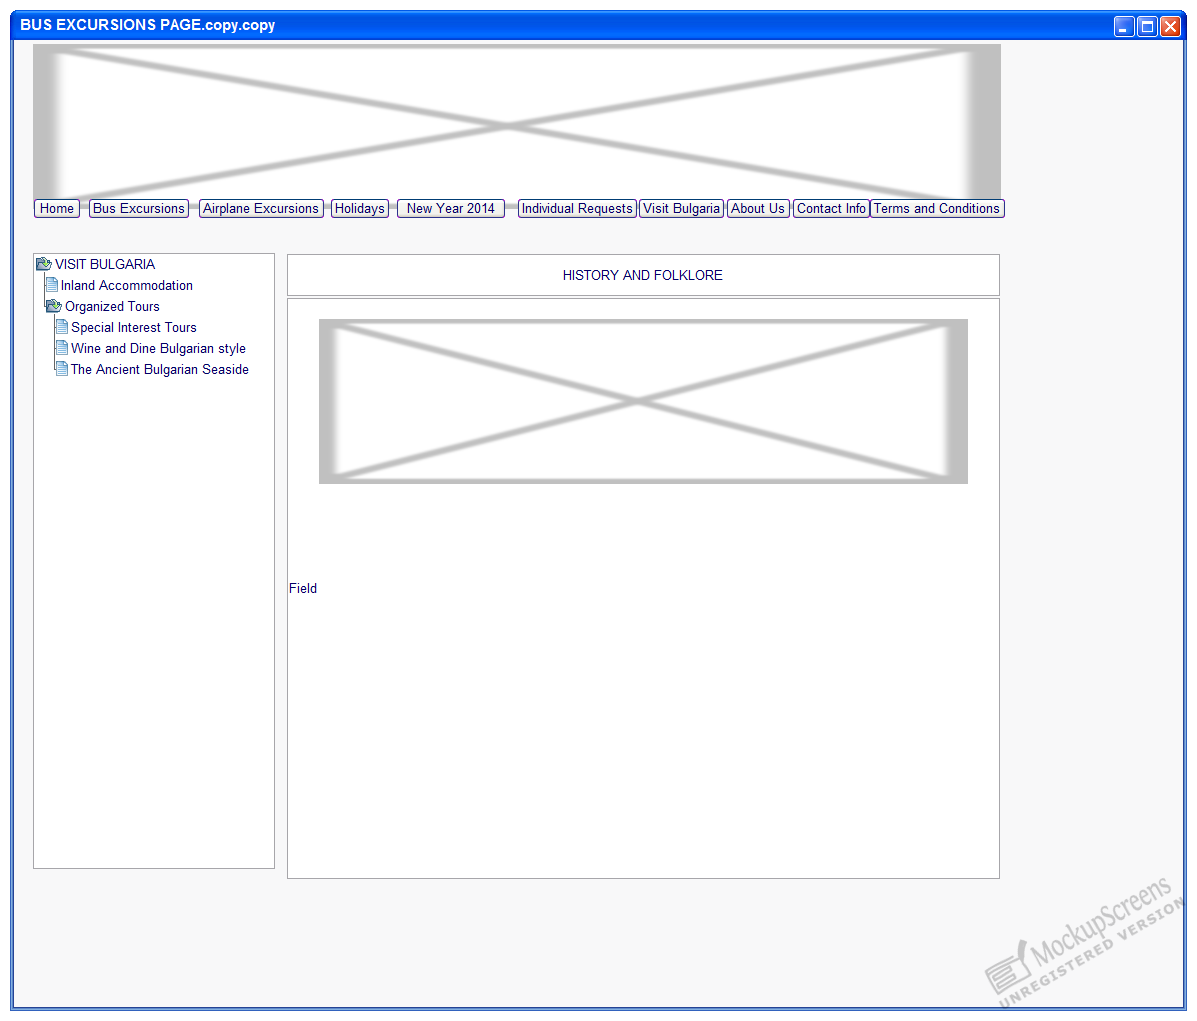 BUS EXCURSIONS PAGE.copy.copy
Home Bus Excursions Airplane Excursions Holidays New Year 2014 Individual Requests Visit Bulgaria About Us Contact Info Terms and Conditions
VISIT BULGARIA
Inland Accommodation
Organized Tours
Special Interest Tours
Wine and Dine Bulgarian style
The Ancient Bulgarian Seaside
HISTORY AND FOLKLORE
Field
MockupScreens
UNREGISTERED VERSION